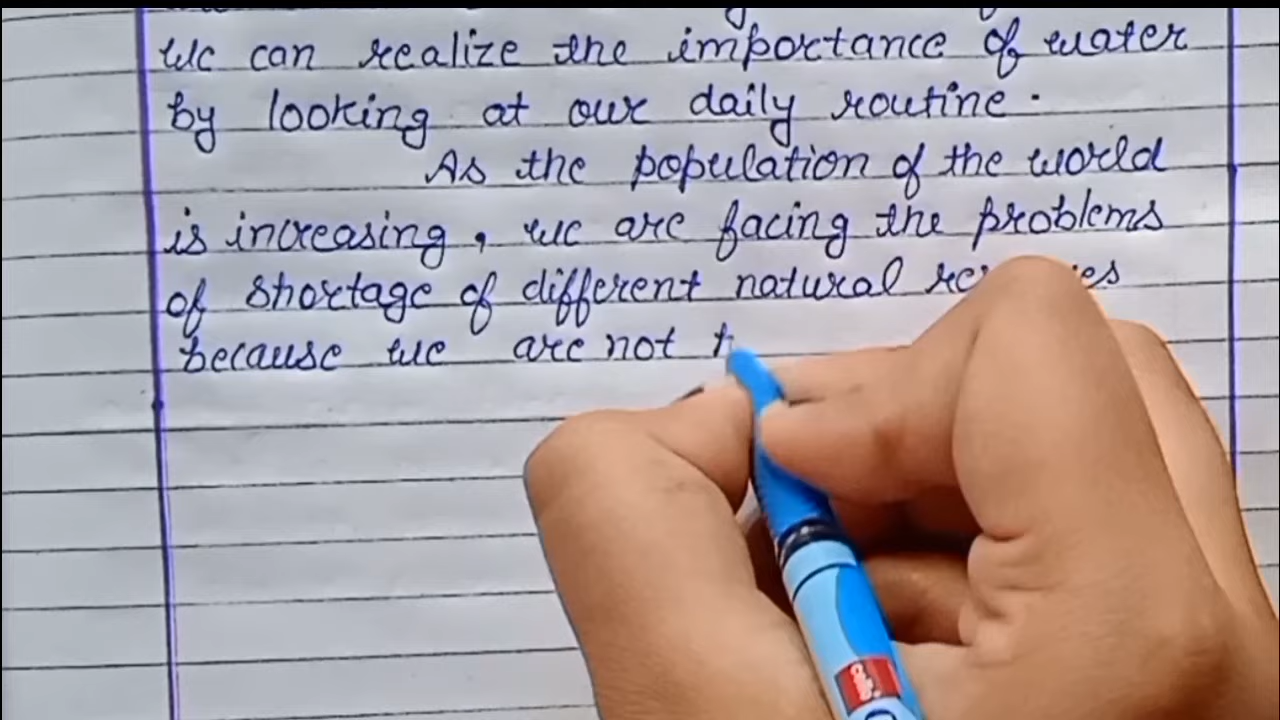 we can realize the importance of water
by looking at our daily routine.
As the population of the world
is increasing, we are facing the problems
of shortage of different natural
because we are not